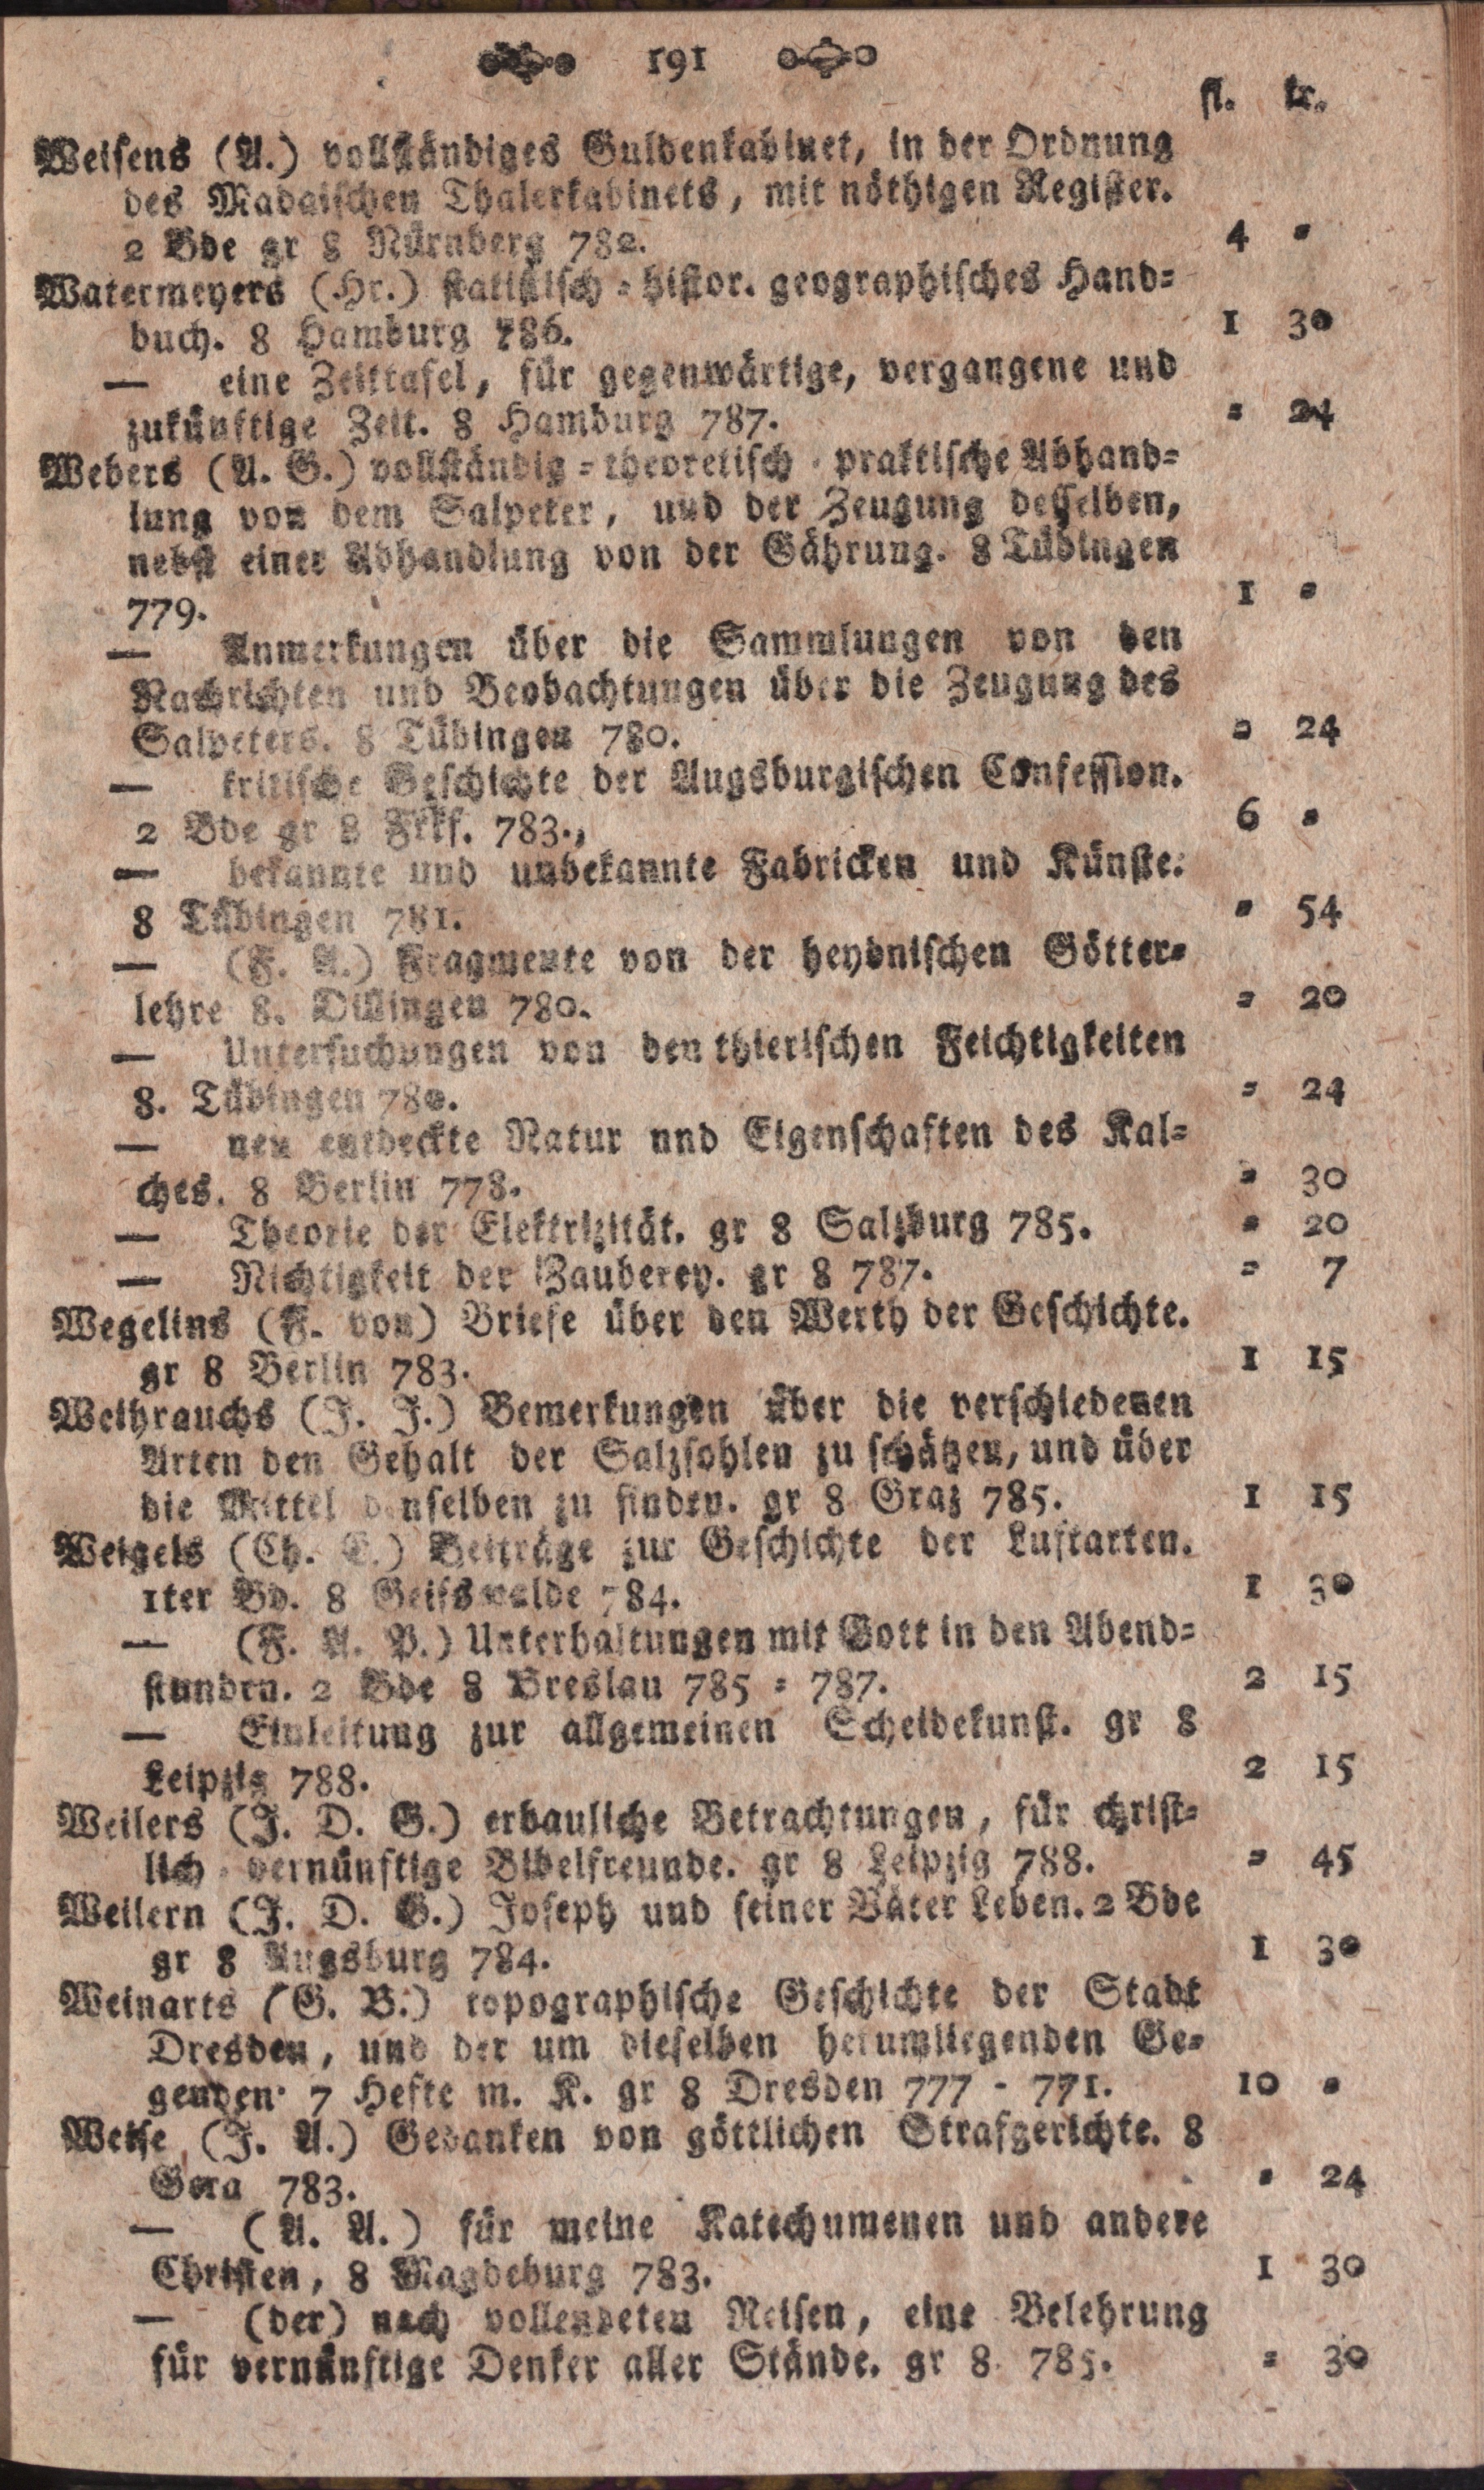 191
fl. kr.
Weisens (A.) vollständiges Guldenkabinet, in der Ordnung
des Madaischen Thalerkabinets, mit nöthigen Register.
2 Bde gr 8 Nürnberg 782. 4 =
Watermeyers (Hr.) statistisch = histor. geographisches Hand=
buch. 8 Hamburg 786. 1 30
— eine Zeittafel, für gegenwärtige, vergangene und
zukünftige Zeit. 8 Hamburg 787. = 24
Webers (A. G.) vollständig = theoretisch = praktische Abhand=
lung von dem Salpeter, und der Zeugung desselben,
nebst einer Abhandlung von der Gährung. 8 Tübingen
779. 1 =
— Anmerkungen über die Sammlungen von den
Nachrichten und Beobachtungen über die Zeugung des
Salpeters. 8 Tübingen 780. = 24
— kritische Geschichte der Augsburgischen Confession.
2 Bde gr 8 Frkf. 783., 6 =
— bekannte und unbekannte Fabricken und Künste.
8 Tübingen 781. = 54
— (F. A.) Fragmente von der heydnischen Götter=
lehre 8. Dillingen 780. = 20
— Untersuchungen von den thierischen Feichtigkeiten
8. Tübingen 780. = 24
— neu entdeckte Natur und Eigenschaften des Kal=
ches. 8 Berlin 778. = 30
— Theorie der Elektrizität. gr 8 Salzburg 785. = 20
— Nichtigkeit der Zauberey. gr 8 787. = 7
Wegelins (F. von) Briefe über den Werth der Geschichte.
gr 8 Berlin 783. 1 15
Weihrauchs (J. J.) Bemerkungen über die verschiedenen
Arten den Gehalt der Salzsohlen zu schätzen, und über
die Mittel denselben zu finden. gr 8 Graz 785. 1 15
Weigels (Ch. E.) Beiträge zur Geschichte der Luftarten.
1ter Bd. 8 Geifswalde 784. 1 30
— (F. A. P.) Unterhaltungen mit Gott in den Abend=
stunden. 2 Bde 8 Breslau 785 = 787. 2 15
— Einleitung zur allgemeinen Scheidekunst. gr 8
Leipzig 788. 2 15
Weilers (J. D. G.) erbauliche Betrachtungen, für christ=
lich = vernünftige Bibelfreunde. gr 8 Leipzig 788. = 45
Weilern (J. D. G.) Joseph und seiner Väter Leben. 2 Bde
gr 8 Augsburg 784. 1 30
Weinarts (G. B.) topographische Geschichte der Stadt
Dresden, und der um dieselben herumliegenden Ge=
genden. 7 Hefte m. K. gr 8 Dresden 777 - 771. 10 =
Weise (J. A.) Gedanken von göttlichen Strafgerichte. 8
Gera 783. = 24
— (A. A.) für meine Katechumenen und andere
Christen, 8 Magdeburg 783. 1 30
— (der) nach vollendeten Reisen, eine Belehrung
für vernünftige Denker aller Stände. gr 8. 785. = 30